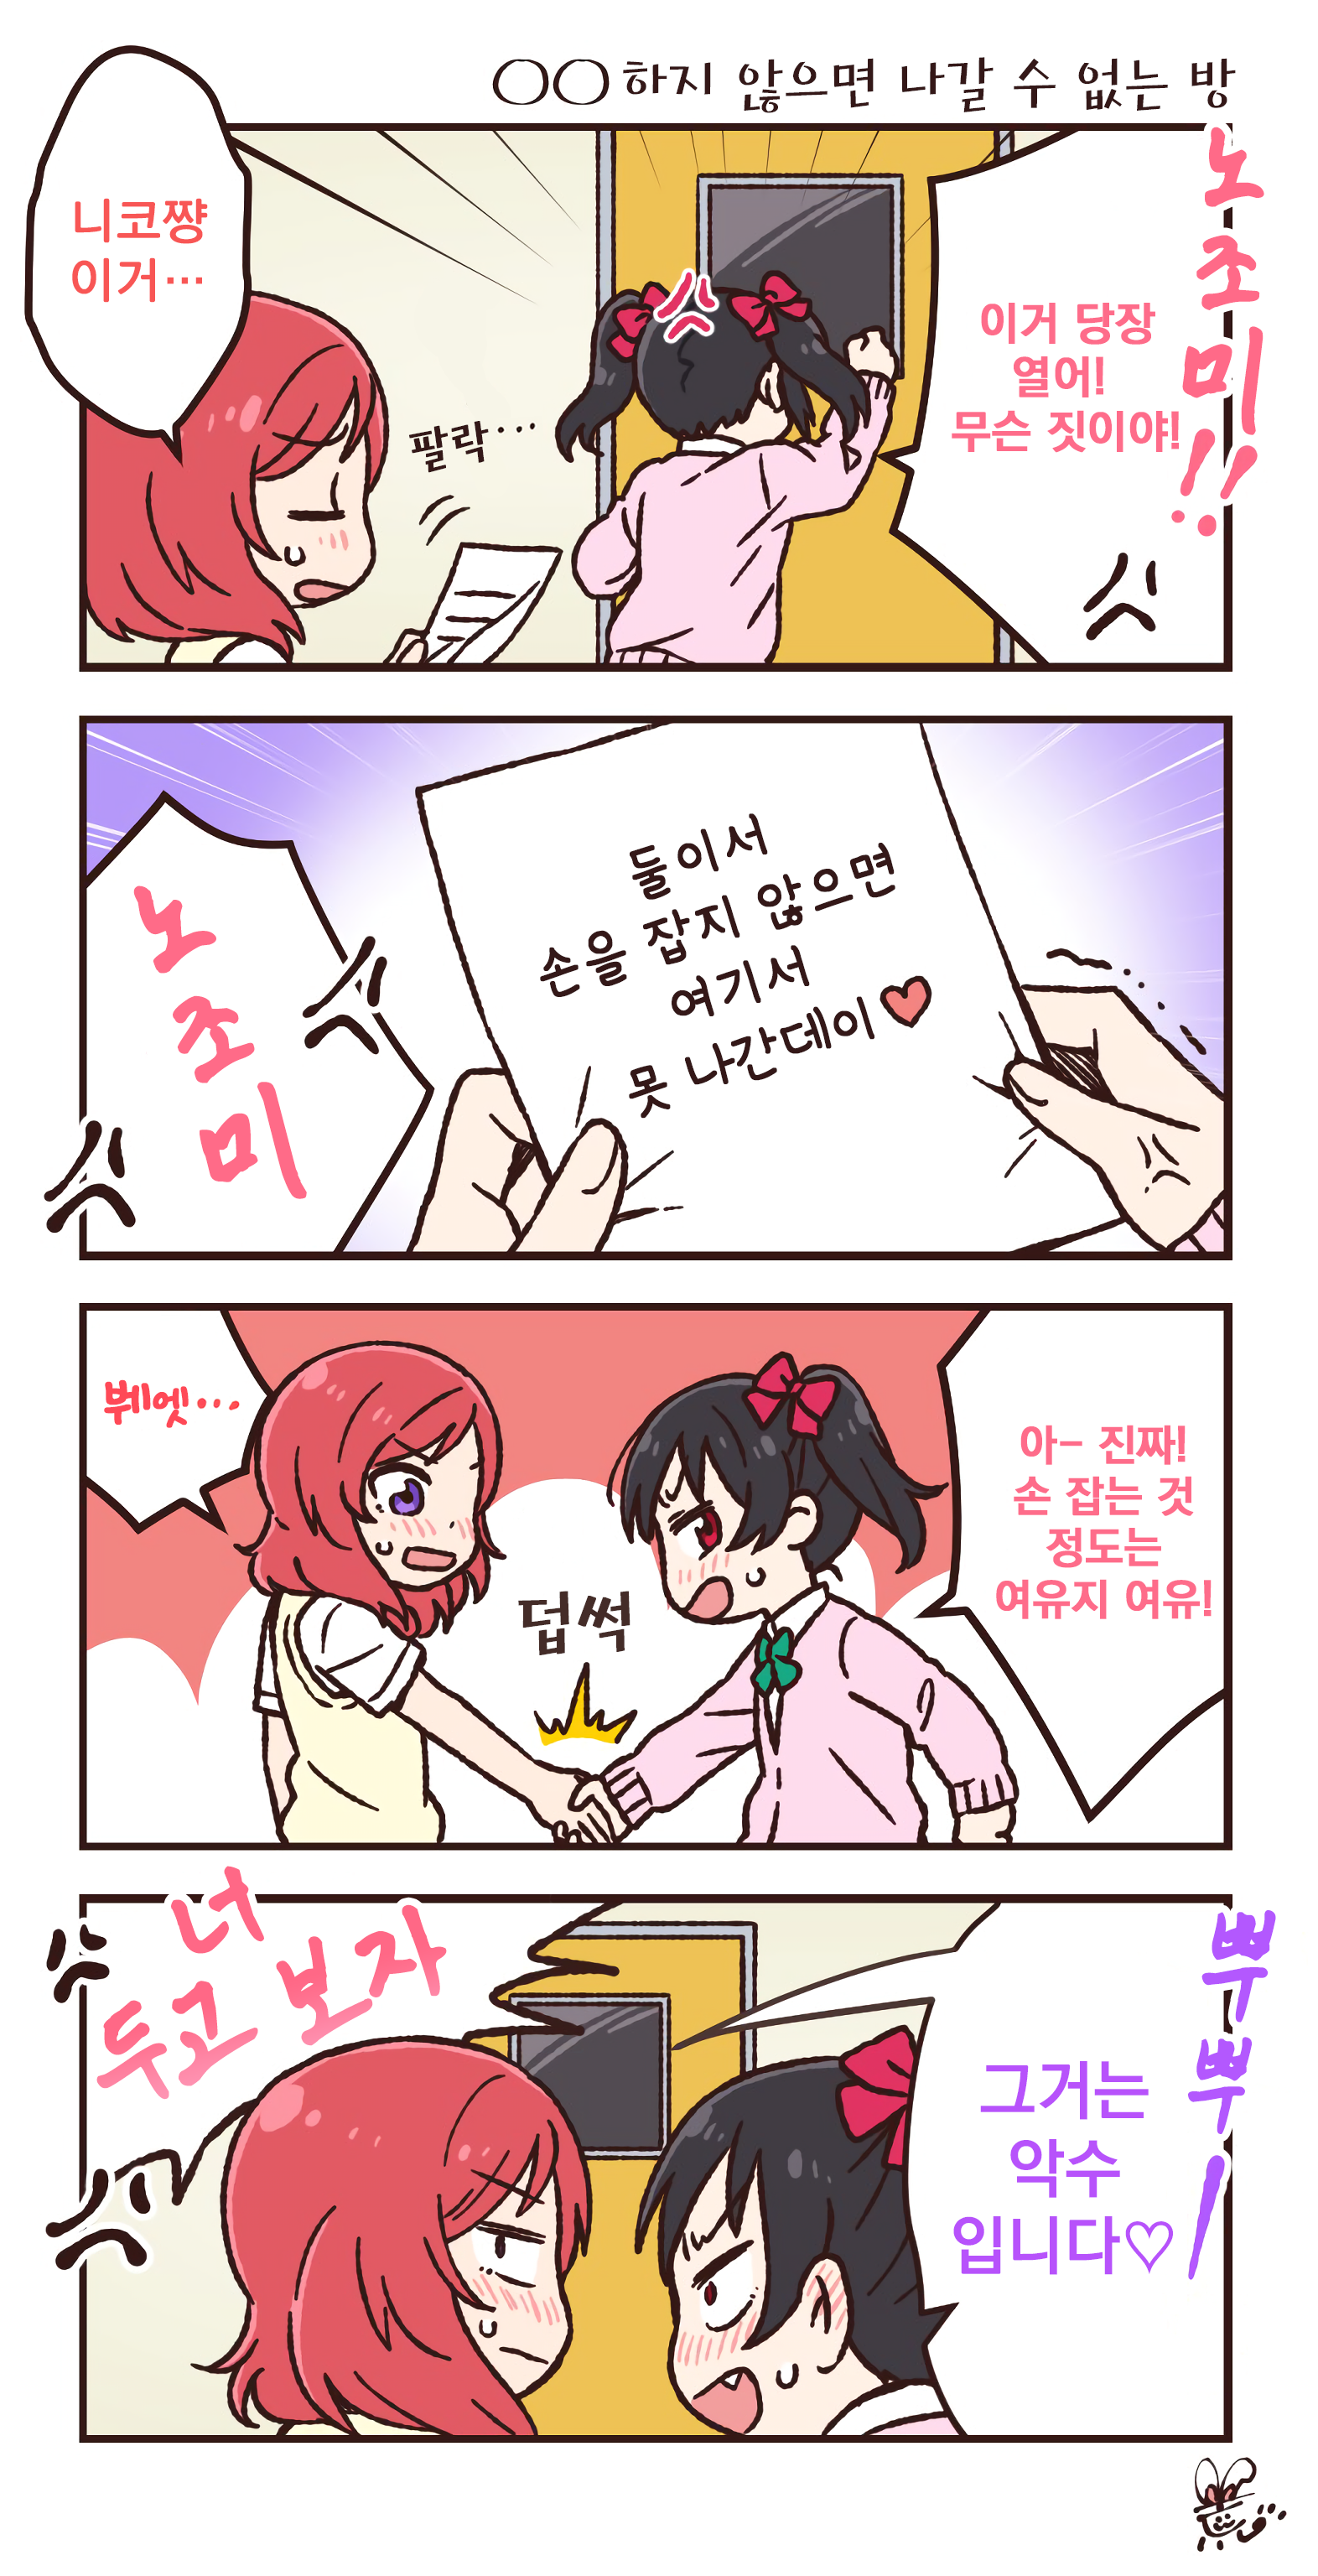 ○○하지 않으면 나갈 수 없는 방
노조미!!
이거 당장
열어!
무슨 짓이야!
니코쨩
이거…
팔락…
둘이서
손을 잡지 않으면
여기서
못 나간데이♥
노조미
아- 진짜!
손 잡는 것
정도는
여유지 여유!
뷔에엣…
덥썩
뿌뿌!
그거는
악수
입니다♡
너
두고 보자